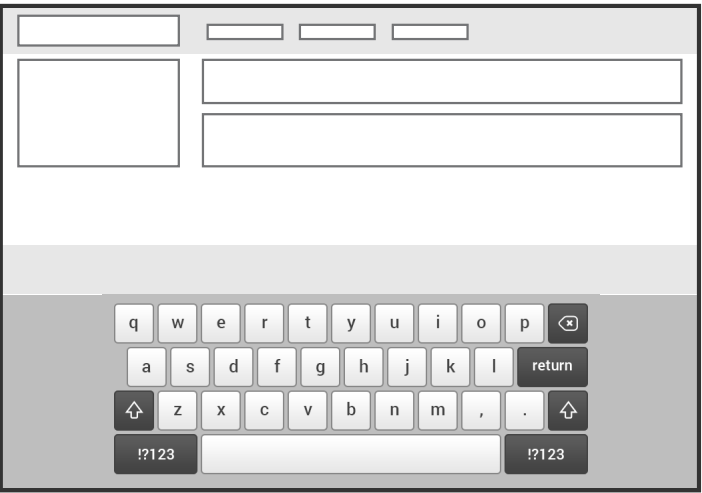 q w e r t y u i o p
a s d f g h j k l return
z x c v b n m , .
!?123 !?123